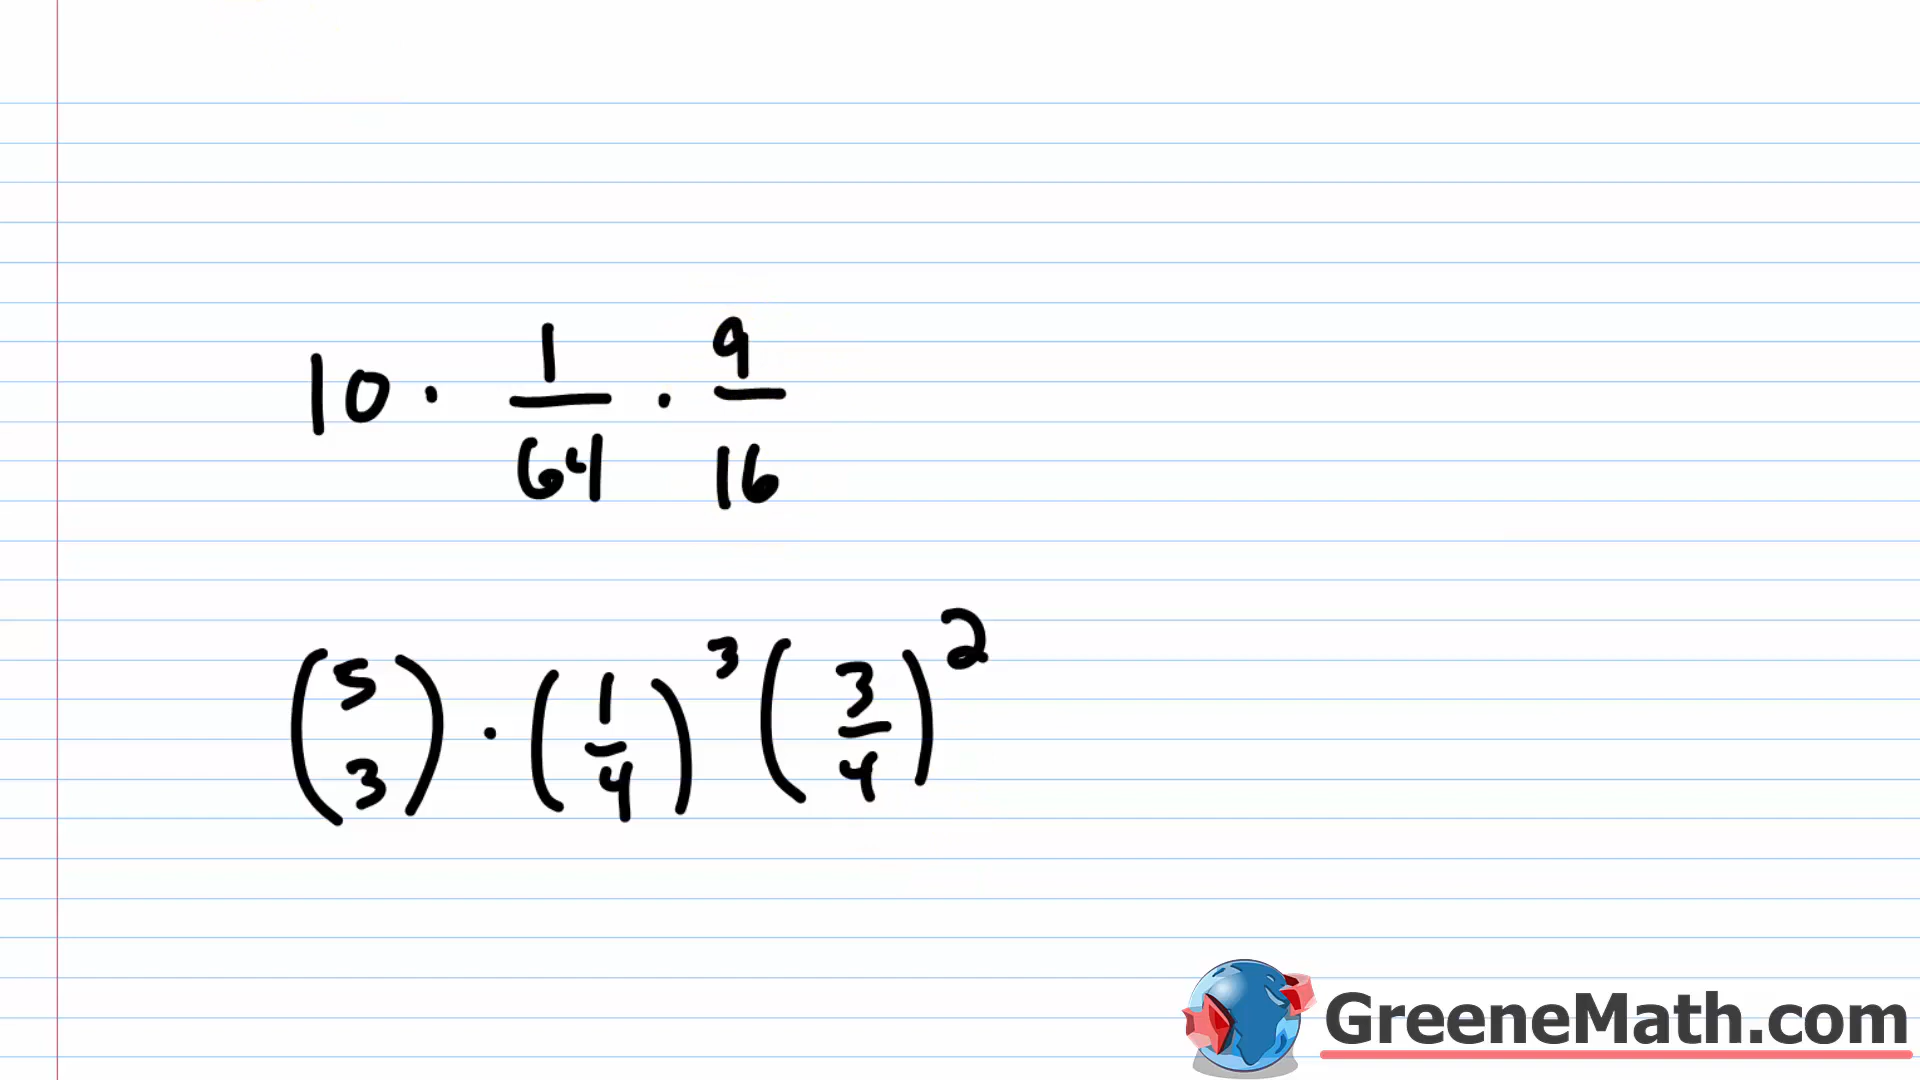 10 · 1/64 · 9/16
(5 3) · (1/4)³ (3/4)²
GreeneMath.com